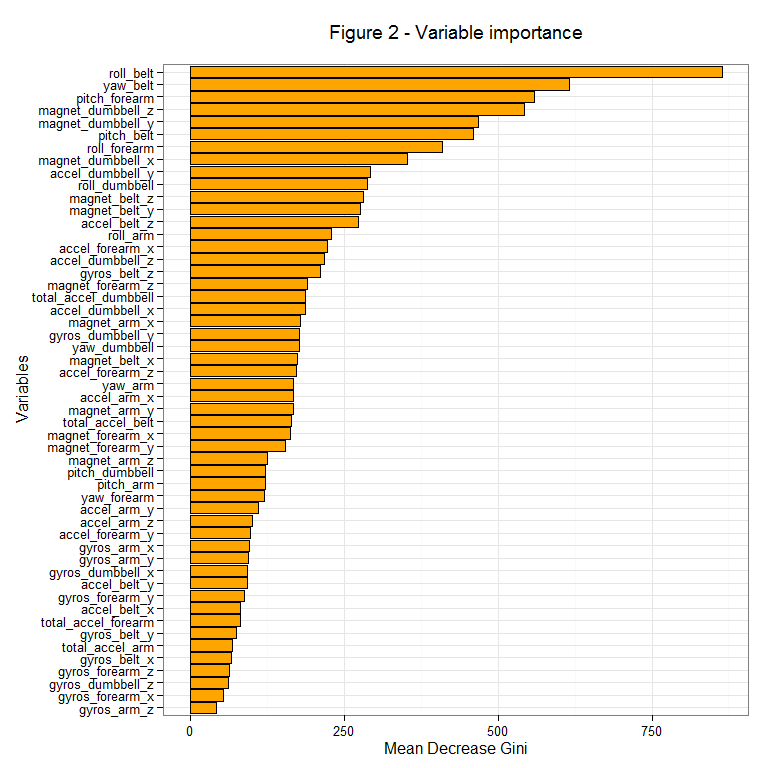 Figure 2 - Variable importance
roll_belt
yaw_belt
pitch_forearm
magnet_dumbbell_z
magnet_dumbbell_y
pitch_belt
roll_forearm
magnet_dumbbell_x
accel_dumbbell_y
roll_dumbbell
magnet_belt_z
magnet_belt_y
accel_belt_z
roll_arm
accel_forearm_x
accel_dumbbell_z
gyros_belt_z
magnet_forearm_z
total_accel_dumbbell
accel_dumbbell_x
magnet_arm_x
gyros_dumbbell_y
yaw_dumbbell
magnet_belt_x
accel_forearm_z
yaw_arm
accel_arm_x
magnet_arm_y
total_accel_belt
magnet_forearm_x
magnet_forearm_y
magnet_arm_z
pitch_dumbbell
pitch_arm
yaw_forearm
accel_arm_y
accel_arm_z
accel_forearm_y
gyros_arm_x
gyros_arm_y
gyros_dumbbell_x
accel_belt_y
gyros_forearm_y
accel_belt_x
total_accel_forearm
gyros_belt_y
total_accel_arm
gyros_belt_x
gyros_forearm_z
gyros_dumbbell_z
gyros_forearm_x
gyros_arm_z
Variables
0 250 500 750
Mean Decrease Gini